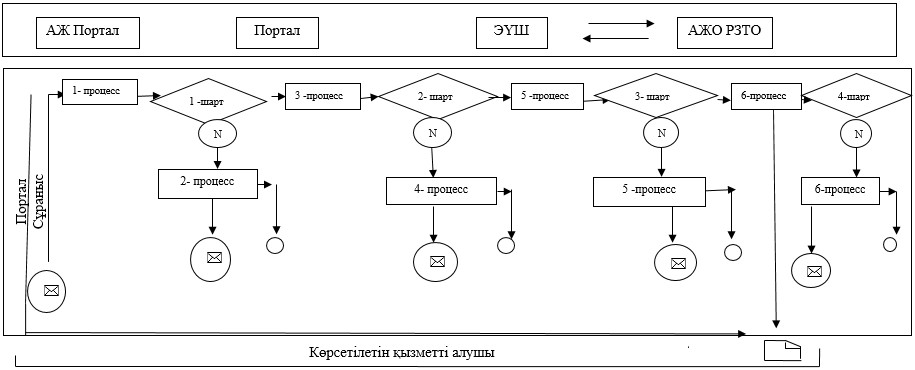 АЖ Портал
Портал
ЭҮШ
АЖО РЗТО
1- процесс
1 -шарт
3 -процесс
2- шарт
5 -процесс
3- шарт
6-процесс
4-шарт
N
N
N
N
2- процесс
4- процесс
5 -процесс
6-процесс
Портал
Сұраныс
Көрсетілетін қызметті алушы